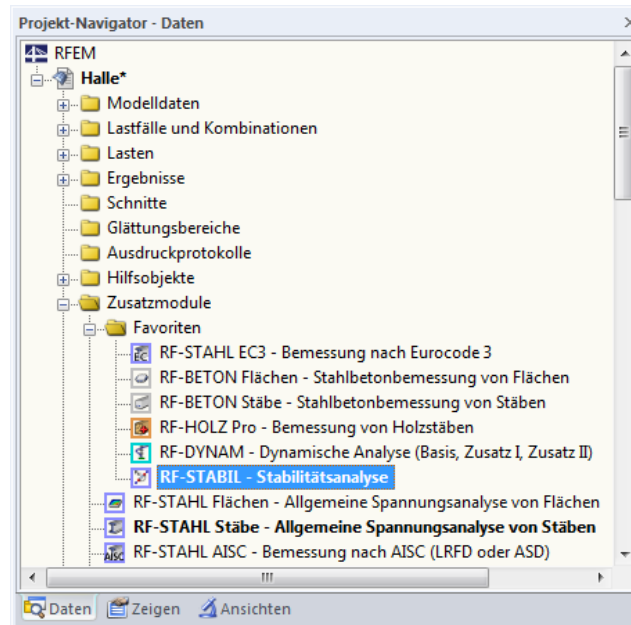 Projekt-Navigator - Daten
RFEM
Halle*
Modelldaten
Lastfälle und Kombinationen
Lasten
Ergebnisse
Schnitte
Glättungsbereiche
Ausdruckprotokolle
Hilfsobjekte
Zusatzmodule
Favoriten
EC RF-STAHL EC3 - Bemessung nach Eurocode 3
RF-BETON Flächen - Stahlbetonbemessung von Flächen
RF-BETON Stäbe - Stahlbetonbemessung von Stäben
RF-HOLZ Pro - Bemessung von Holzstäben
RF-DYNAM - Dynamische Analyse (Basis, Zusatz I, Zusatz II)
RF-STABIL - Stabilitätsanalyse
RF-STAHL Flächen - Allgemeine Spannungsanalyse von Flächen
RF-STAHL Stäbe - Allgemeine Spannungsanalyse von Stäben
AISC RF-STAHL AISC - Bemessung nach AISC (LRFD oder ASD)
Daten Zeigen Ansichten